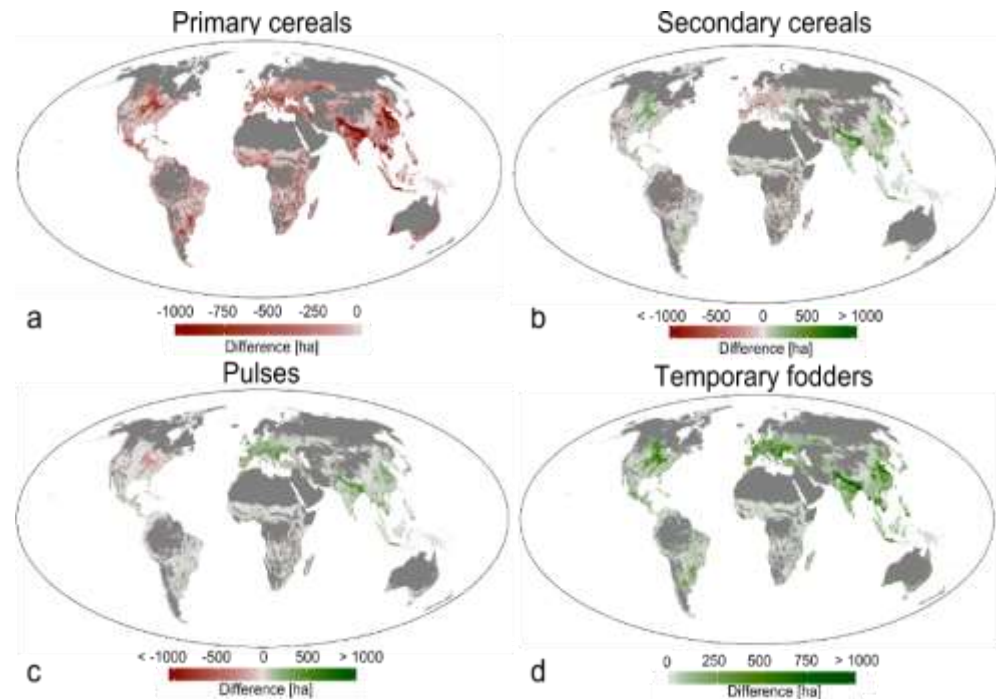 Primary cereals
Secondary cereals
-1000 -750 -500 -250 0
Difference [ha]
a
< -1000 -500 0 500 > 1000
Difference [ha]
b
Pulses
Temporary fodders
< -1000 -500 0 500 > 1000
Difference [ha]
c
0 250 500 750 > 1000
Difference [ha]
d